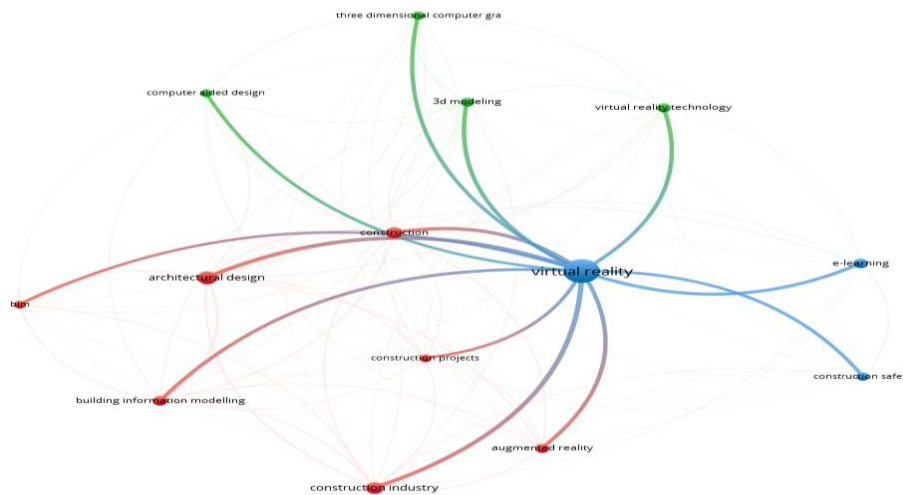 three dimensional computer gra
computer aided design
3d modeling
virtual reality technology
construction
virtual reality
e-learning
architectural design
bim
construction projects
construction safe
building information modelling
augmented reality
construction industry